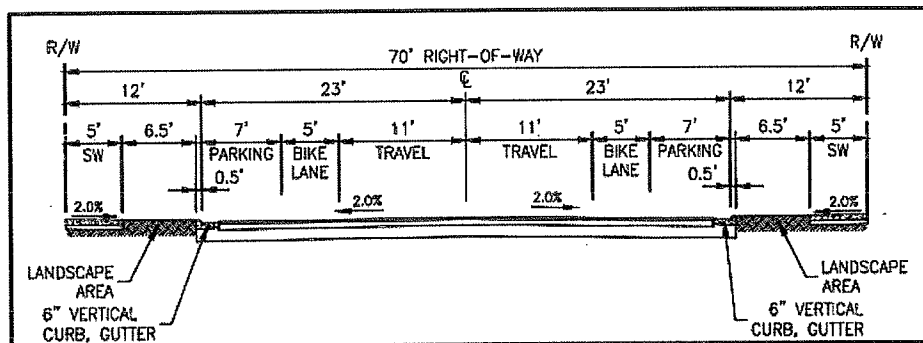 R/W R/W
70' RIGHT-OF-WAY
℄
12' 23' 23' 12'
5' 6.5' 7' 5' 11' 11' 5' 7' 6.5' 5'
SW PARKING BIKE LANE TRAVEL TRAVEL BIKE LANE PARKING SW
0.5' 0.5'
2.0% 2.0% 2.0% 2.0%
LANDSCAPE AREA LANDSCAPE AREA
6" VERTICAL CURB, GUTTER 6" VERTICAL CURB, GUTTER